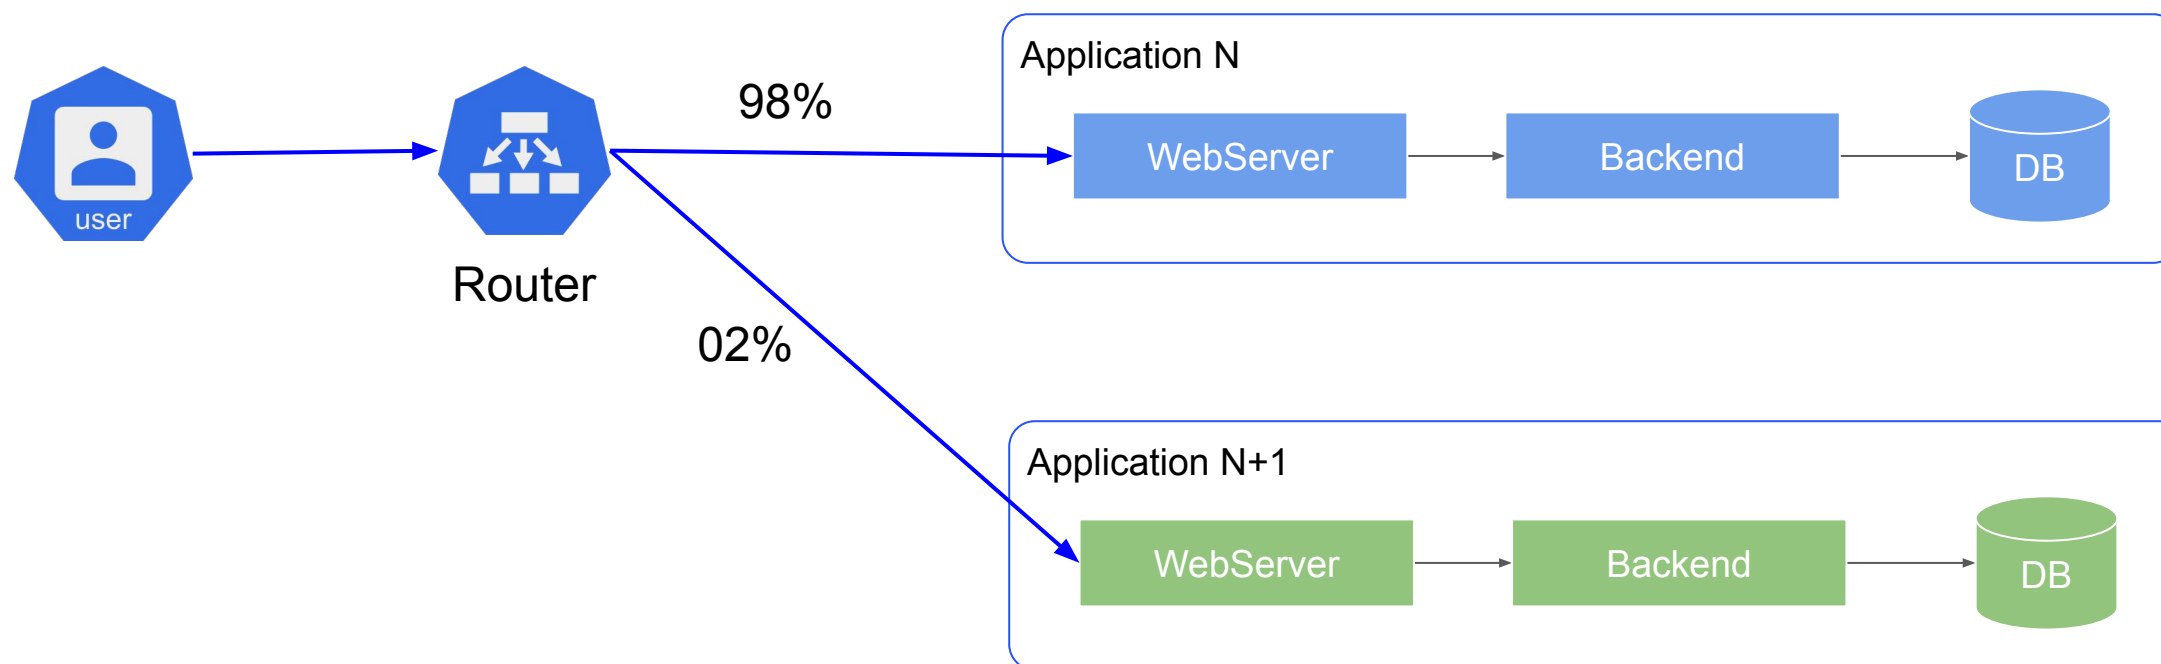 Application N
98%
WebServer
Backend
DB
user
Router
02%
Application N+1
WebServer
Backend
DB